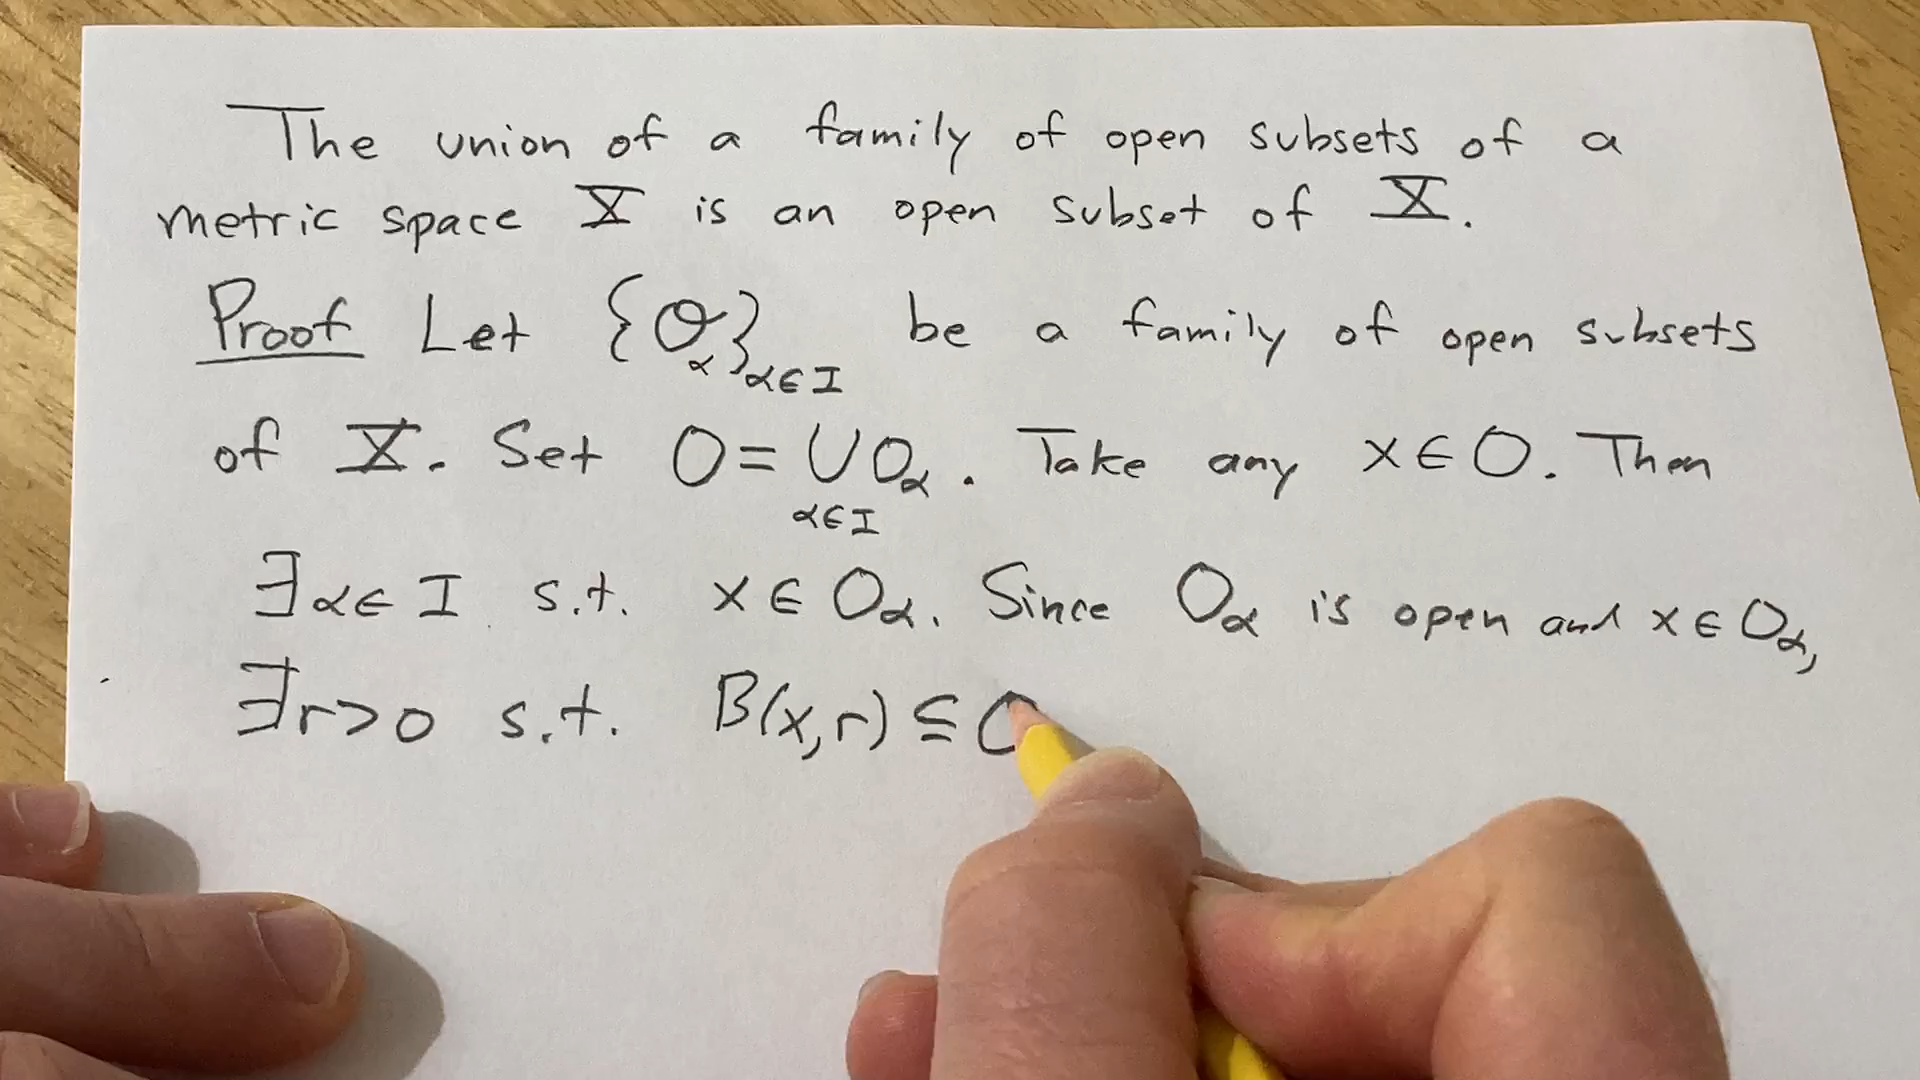 The union of a family of open subsets of a
metric space X is an open subset of X.
Proof Let {O_α}_{α∈I} be a family of open subsets
of X. Set O = ∪_{α∈I} O_α. Take any x ∈ O. Then
∃ α ∈ I s.t. x ∈ O_α. Since O_α is open and x ∈ O_α,
∃ r > 0 s.t. B(x,r) ⊆ O